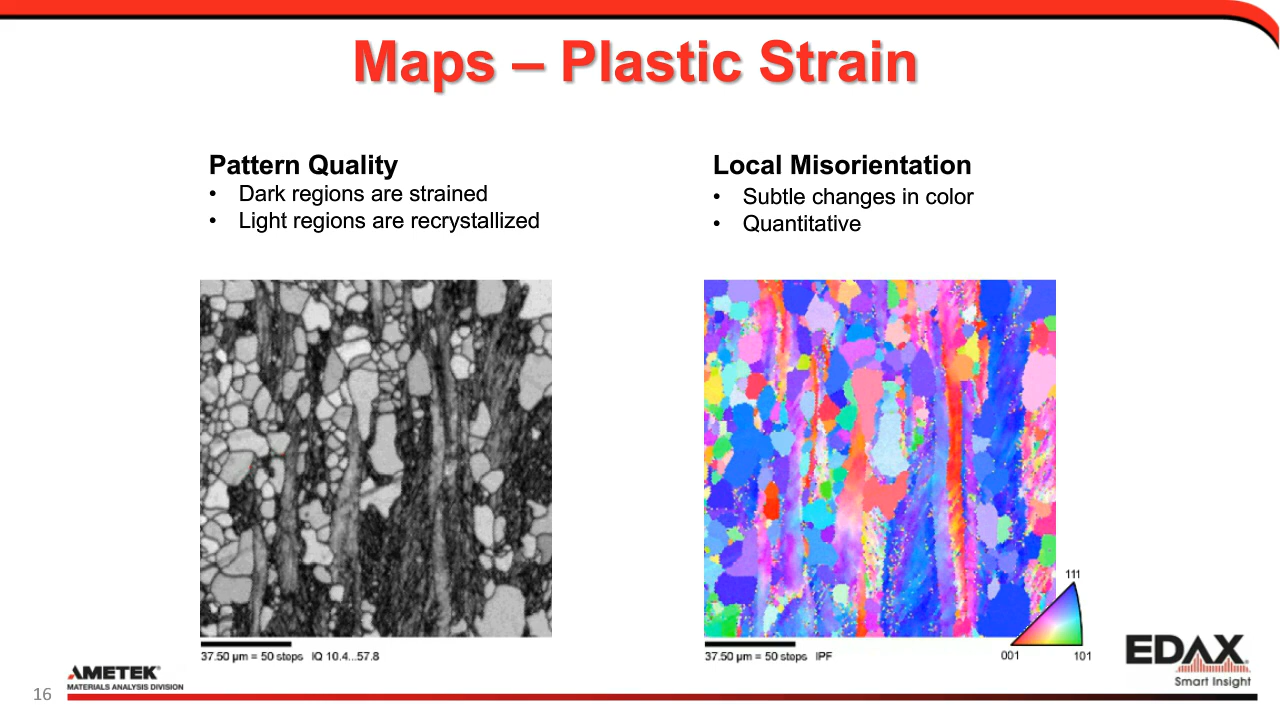 Maps – Plastic Strain
Pattern Quality
• Dark regions are strained
• Light regions are recrystallized
Local Misorientation
• Subtle changes in color
• Quantitative
37.50 µm = 50 steps IQ 10.4...57.8
37.50 µm = 50 steps IPF
111
001
101
16
AMETEK®
MATERIALS ANALYSIS DIVISION
EDAX
Smart Insight